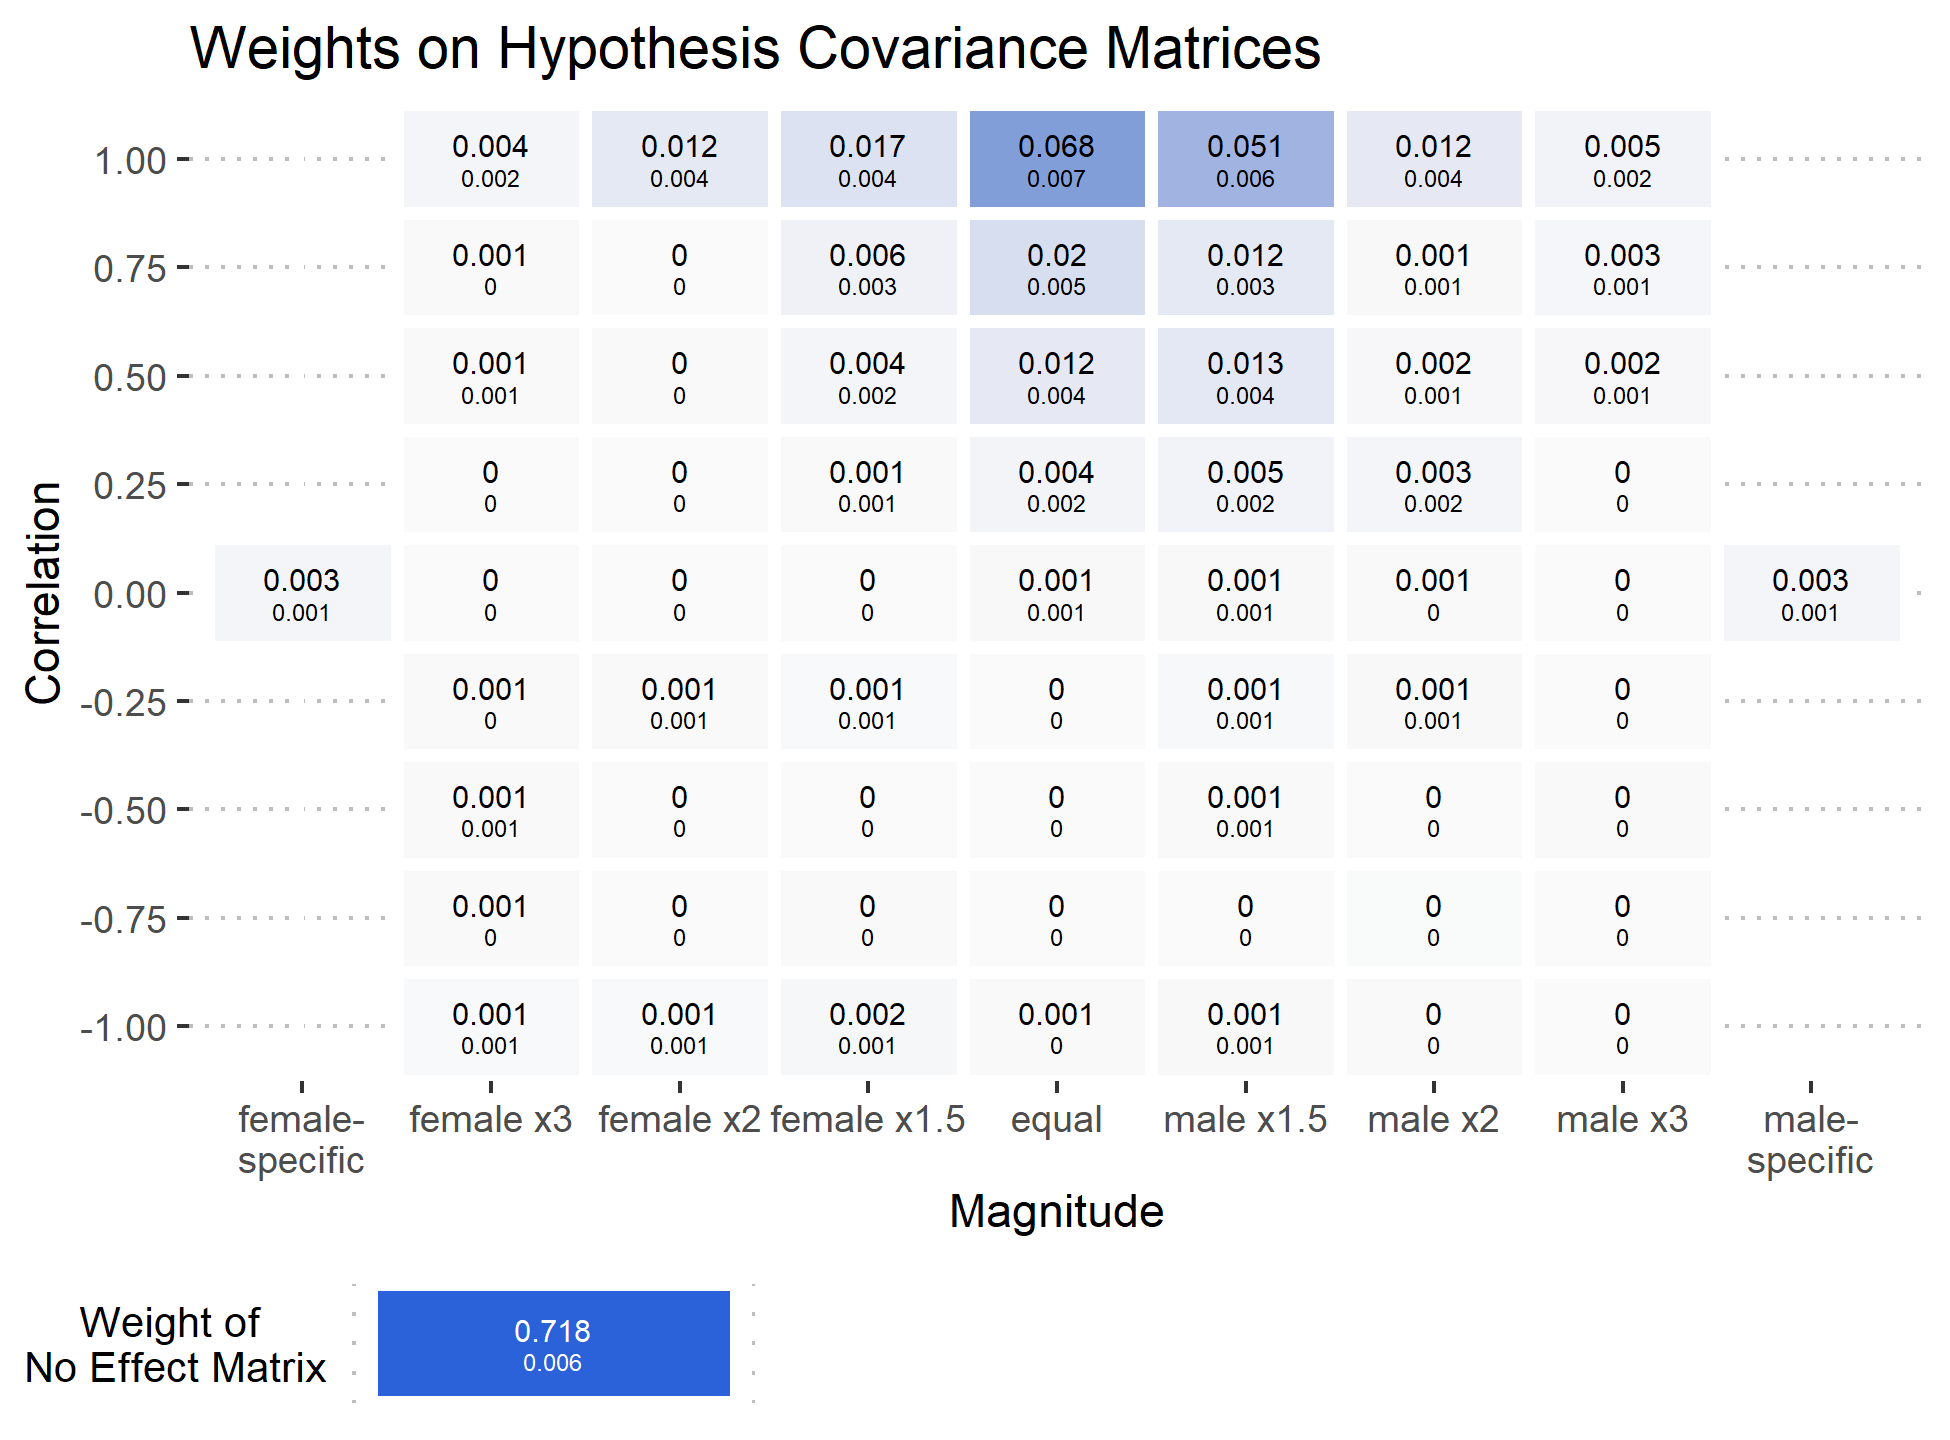 Weights on Hypothesis Covariance Matrices
1.00 0.004 0.012 0.017 0.068 0.051 0.012 0.005
0.002 0.004 0.004 0.007 0.006 0.004 0.002
0.75 0.001 0 0.006 0.02 0.012 0.001 0.003
0 0 0.003 0.005 0.003 0.001 0.001
0.50 0.001 0 0.004 0.012 0.013 0.002 0.002
0.001 0 0.002 0.004 0.004 0.001 0.001
0.25 0 0 0.001 0.004 0.005 0.003 0
0 0 0.001 0.002 0.002 0.002 0
Correlation
0.00 0.003 0 0 0 0.001 0.001 0.001 0 0.003
0.001 0 0 0 0.001 0.001 0 0 0.001
-0.25 0.001 0.001 0.001 0 0.001 0.001 0
0 0.001 0.001 0 0.001 0.001 0
-0.50 0.001 0 0 0 0.001 0 0
0.001 0 0 0 0.001 0 0
-0.75 0.001 0 0 0 0 0 0
0 0 0 0 0 0 0
-1.00 0.001 0.001 0.002 0.001 0.001 0 0
0.001 0.001 0.001 0 0.001 0 0
female- female x3 female x2 female x1.5 equal male x1.5 male x2 male x3 male-
specific specific
Magnitude
Weight of
No Effect Matrix
0.718
0.006